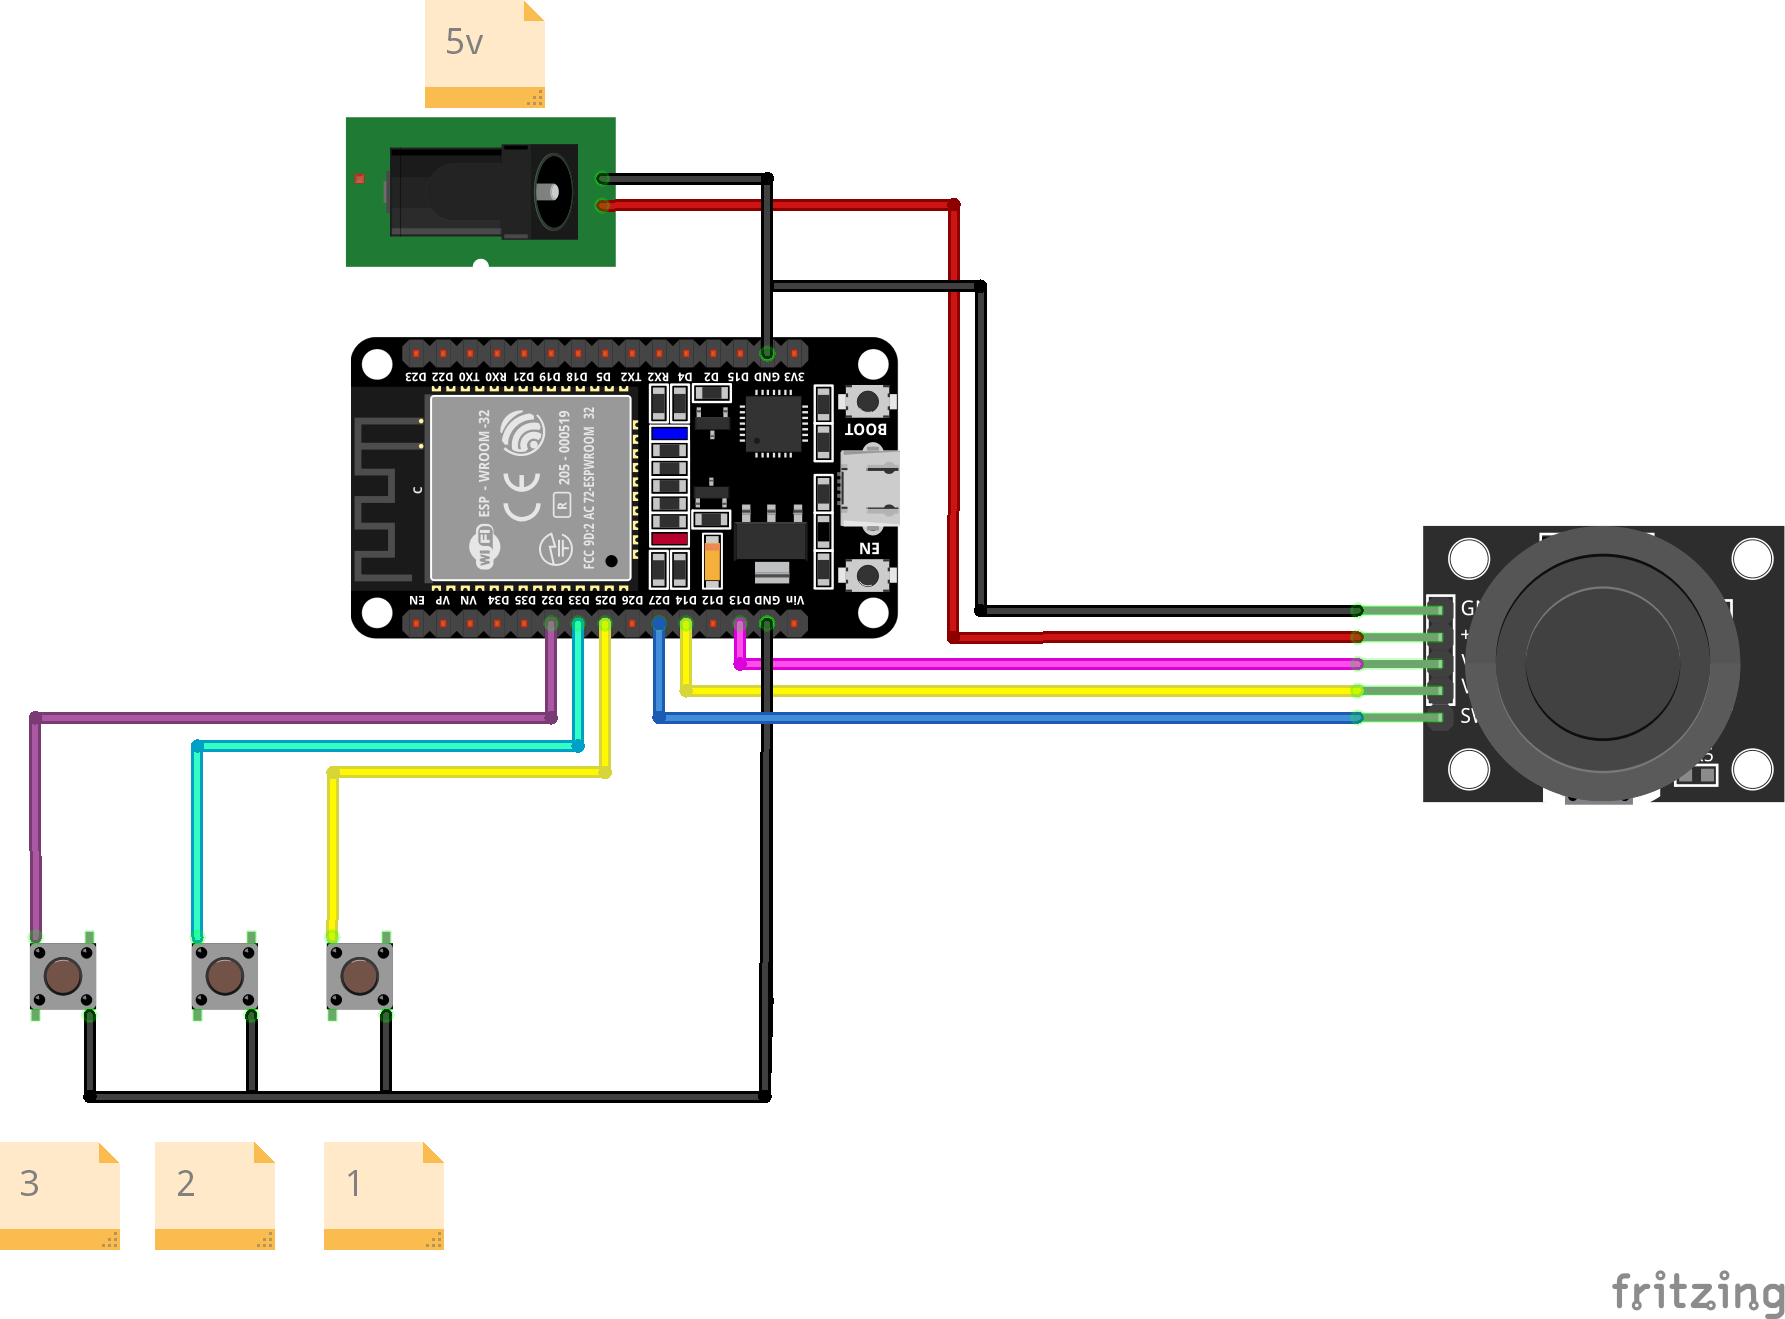 5v
D23 D22 TX0 RX0 D21 D19 D18 D5 TX2 RX2 D4 D2 D15 GND 3V3
BOOT
ESP - WROOM -32
205 - 000519
R
FCC 9D:2 AC 72-ESPWROOM 32
CE
WiFi
C
EN
EN VP VN D34 D35 D32 D33 D25 D26 D27 D14 D12 D13 GND Vin
+
3
2
1
fritzing